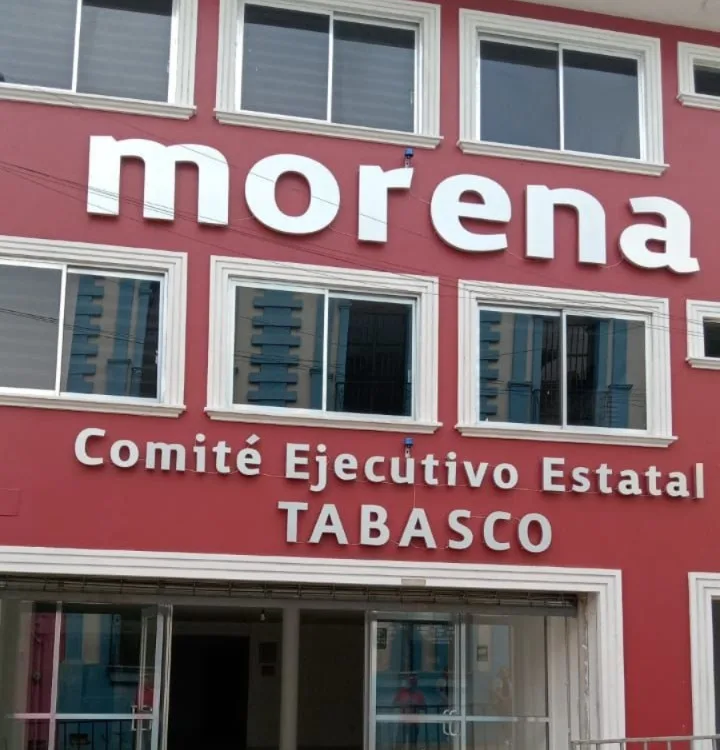 morena
Comité Ejecutivo Estatal
TABASCO